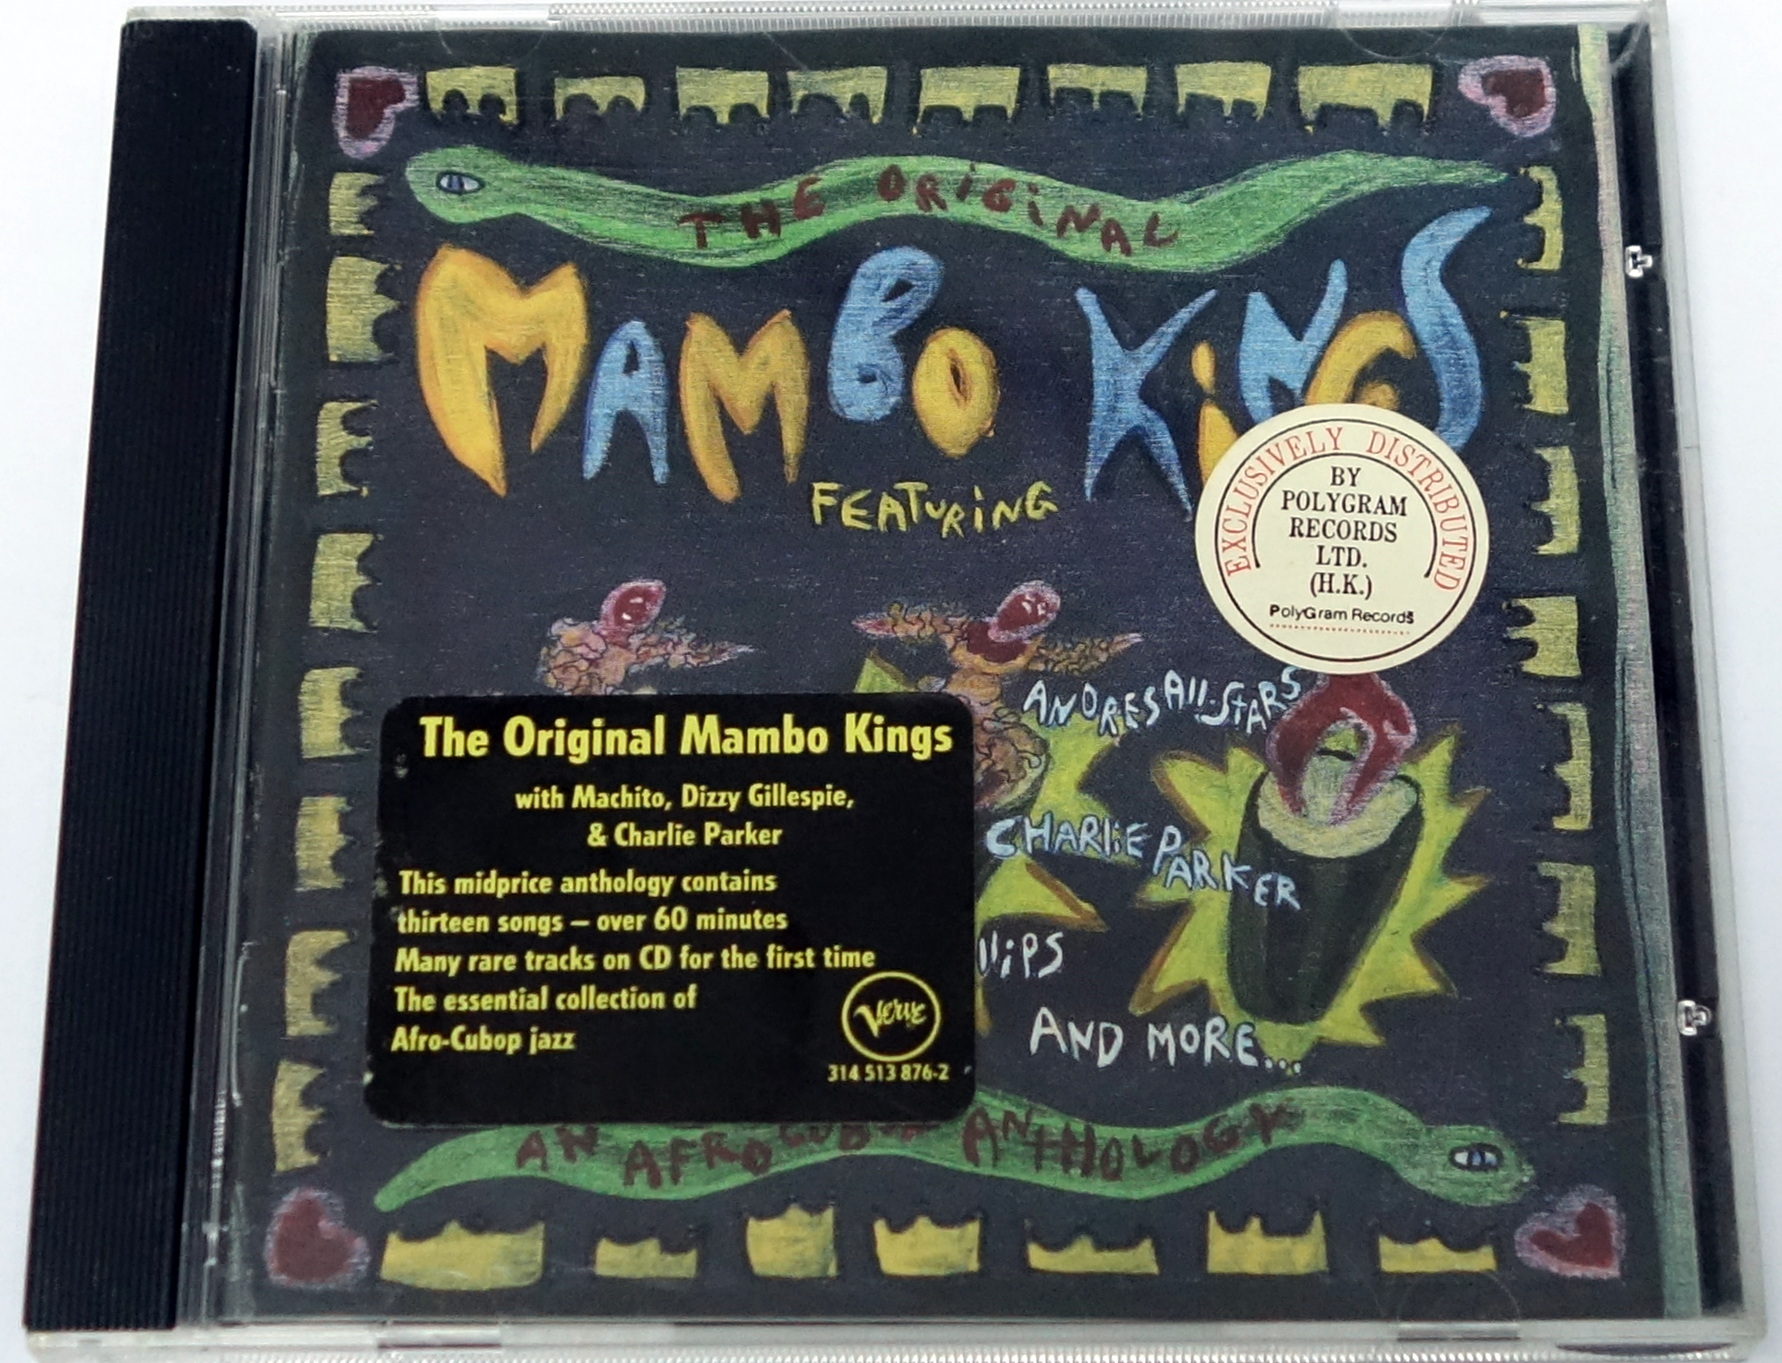 THE ORIGINAL
MAMBO KINGS
FEATURING
EXCLUSIVELY DISTRIBUTED
BY
POLYGRAM
RECORDS
LTD.
(H.K.)
PolyGram Records
ANDRES All-STARS
The Original Mambo Kings
with Machito, Dizzy Gillespie,
& Charlie Parker
This midprice anthology contains
thirteen songs – over 60 minutes
Many rare tracks on CD for the first time
The essential collection of
Afro-Cubop jazz
Verve
314 513 876-2
CHARLIE PARKER
AND MORE...
AN AFRO CUBOP ANTHOLOGY